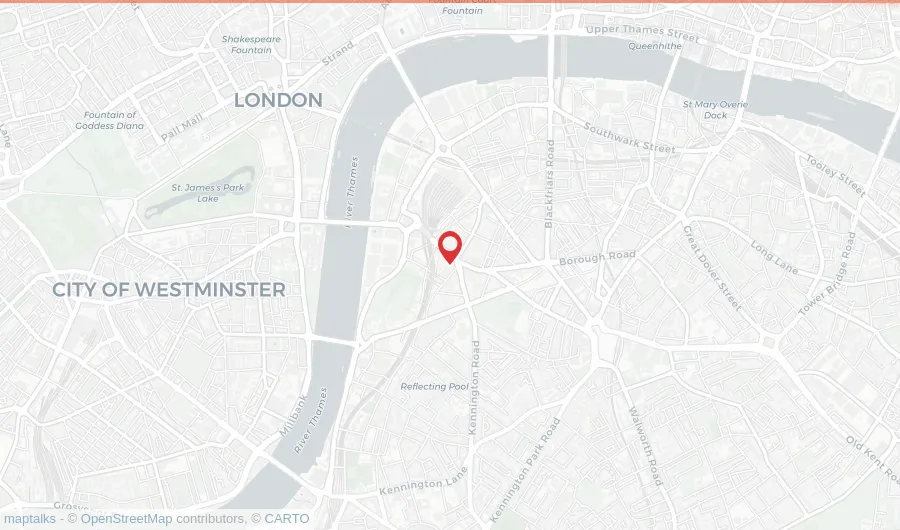 Fountain Court
Fountain
Upper Thames Street
Queenhithe
Shakespeare
Fountain
Strand
LONDON
Fountain of
Goddess Diana
Pall Mall
St Mary Overie
Dock
Southwark Street
Lane
Blackfriars Road
Tooley Street
River Thames
St. James's Park
Lake
Great Dover Street
Long Lane
Tower Bridge Road
Borough Road
CITY OF WESTMINSTER
Kennington Road
Reflecting Pool
Millbank
River Thames
Walworth Road
Kennington Park Road
Old Kent Road
Kennington Lane
maptalks - © OpenStreetMap contributors, © CARTO